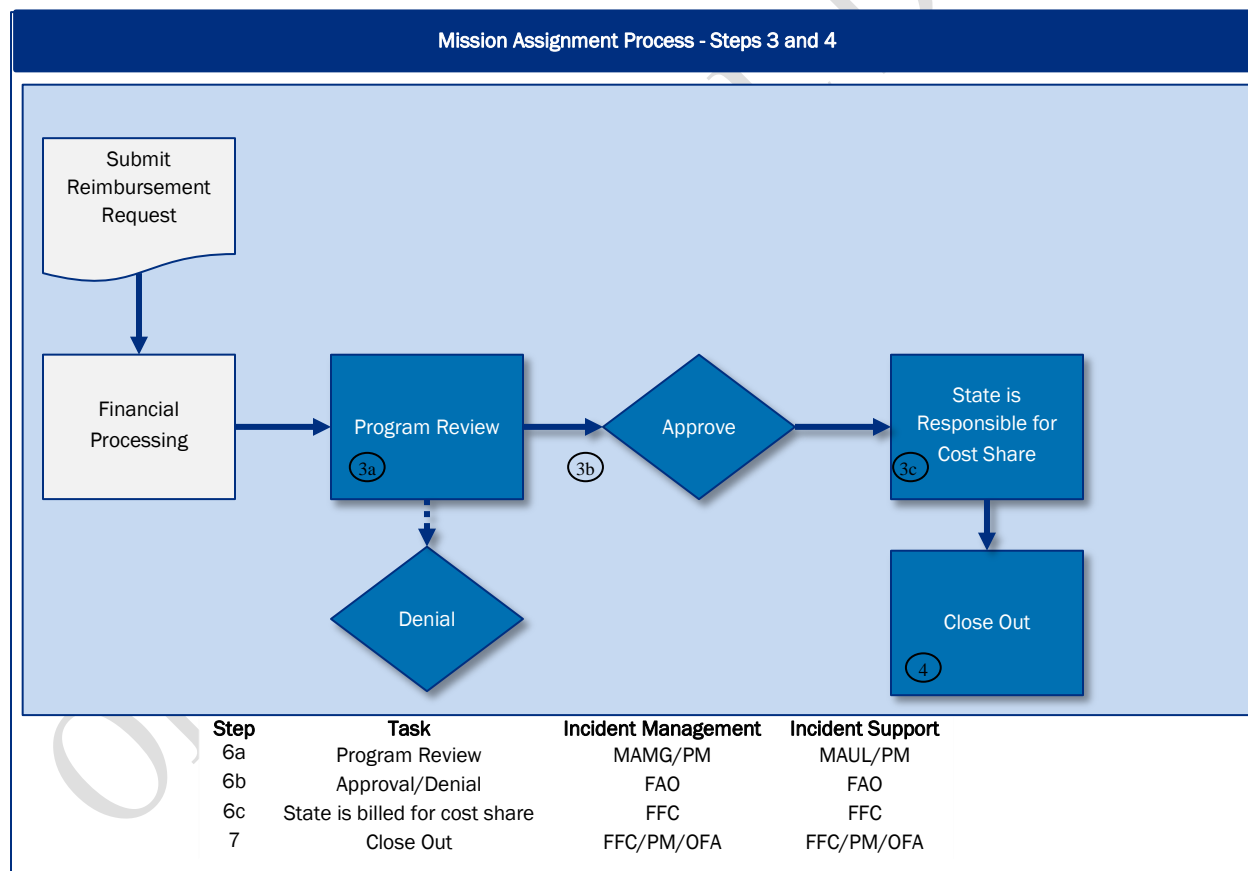 Mission Assignment Process - Steps 3 and 4
Submit
Reimbursement
Request
Financial
Processing
Program Review
3a
3b
Approve
State is
Responsible for
Cost Share
3c
Denial
Close Out
4
Step Task Incident Management Incident Support
6a Program Review MAMG/PM MAUL/PM
6b Approval/Denial FAO FAO
6c State is billed for cost share FFC FFC
7 Close Out FFC/PM/OFA FFC/PM/OFA